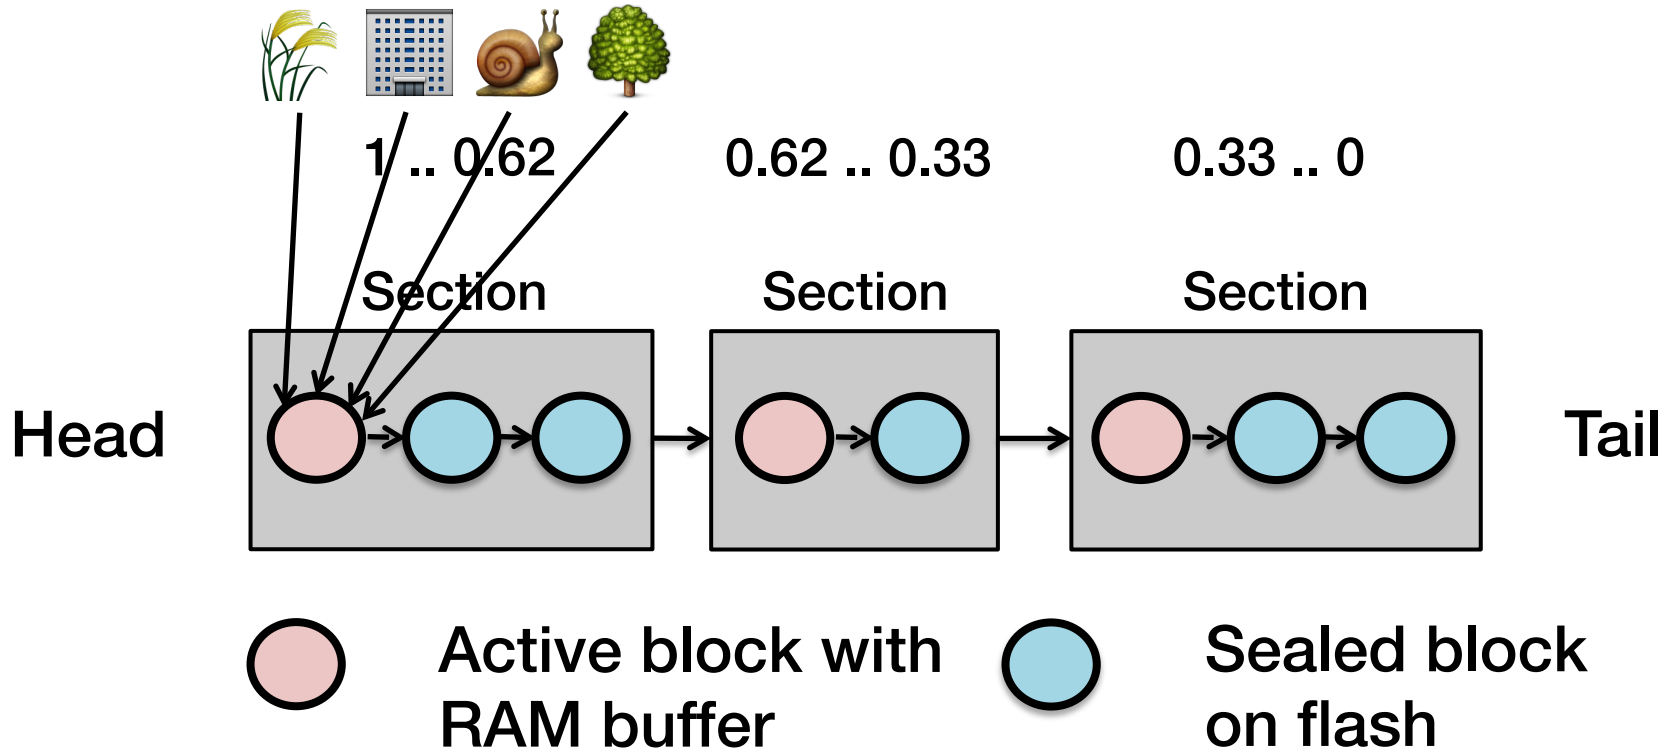 1 .. 0.62
0.62 .. 0.33
0.33 .. 0
Section
Section
Section
Head
Tail
Active block with
RAM buffer
Sealed block
on flash